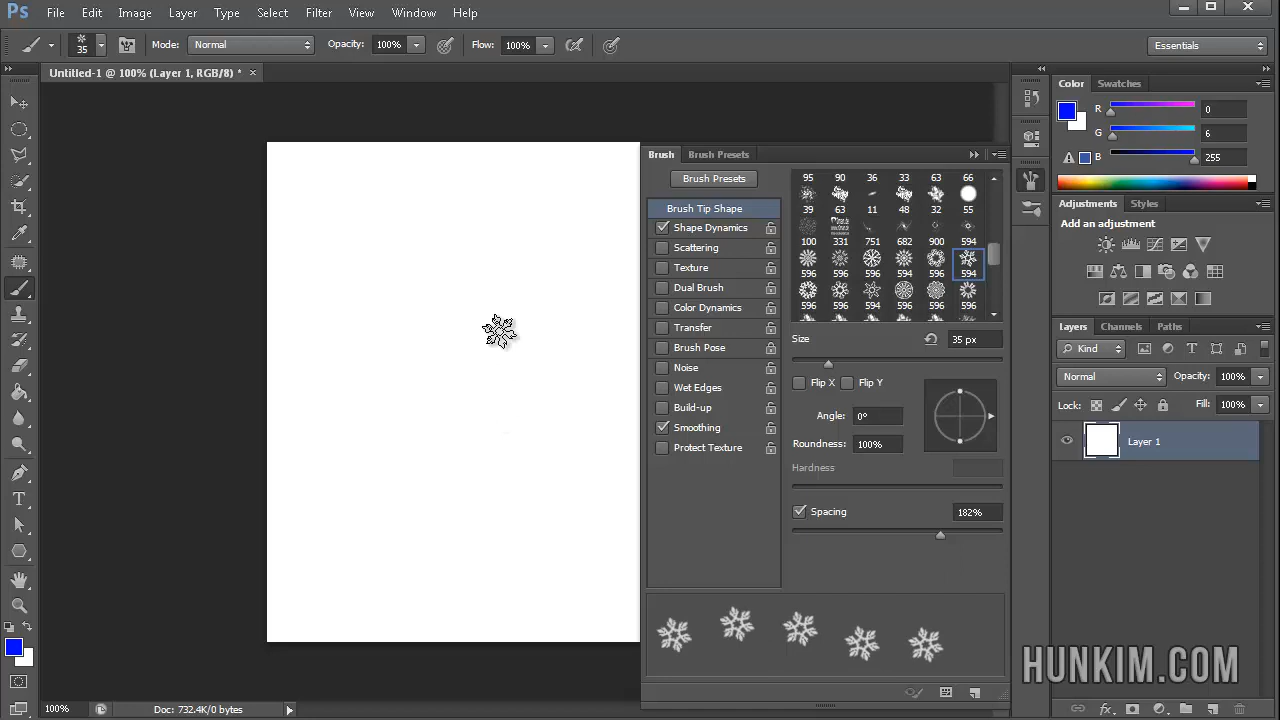 Ps File Edit Image Layer Type Select Filter View Window Help
35 Mode: Normal Opacity: 100% Flow: 100% Essentials
Untitled-1 @ 100% (Layer 1, RGB/8) * ×
Brush Brush Presets
Brush Presets
Brush Tip Shape
Shape Dynamics
Scattering
Texture
Dual Brush
Color Dynamics
Transfer
Brush Pose
Noise
Wet Edges
Build-up
Smoothing
Protect Texture
95 90 36 33 63 66
39 63 11 48 32 55
100 331 751 682 900 594
596 596 596 594 596 594
596 596 594 596 596 596
Size 35 px
Flip X Flip Y
Angle: 0º
Roundness: 100%
Hardness
Spacing 182%
Color Swatches
R 0
G 6
B 255
Adjustments Styles
Add an adjustment
Layers Channels Paths
Kind
Normal Opacity: 100%
Lock: Fill: 100%
Layer 1
HUNKIM.COM
100% Doc: 732.4K/0 bytes